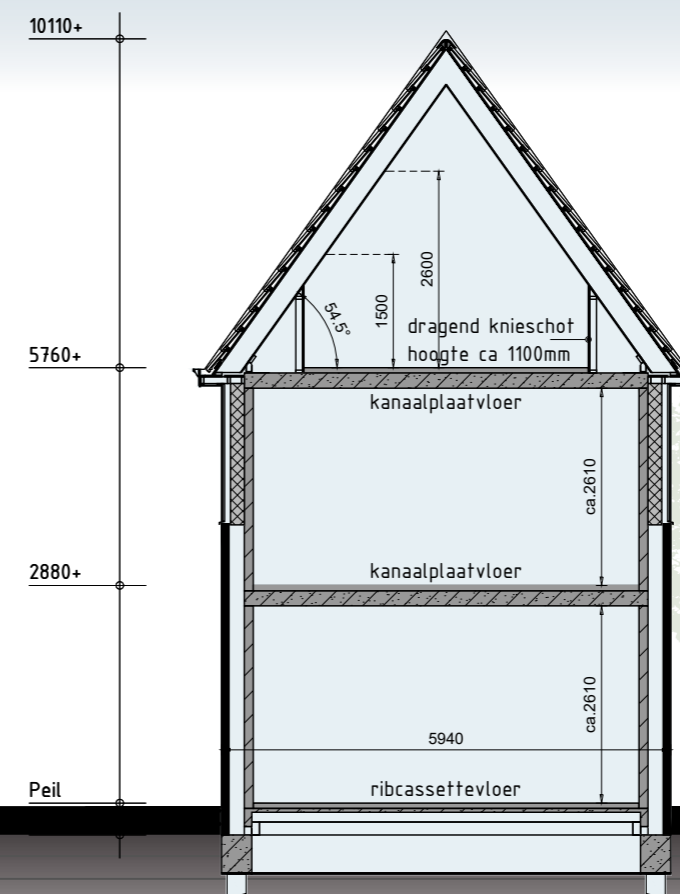 10110+
2600
54.5°
1500
dragend knieschot
hoogte ca 1100mm
5760+
kanaalplaatvloer
ca.2610
2880+
kanaalplaatvloer
ca.2610
5940
Peil
ribcassettevloer